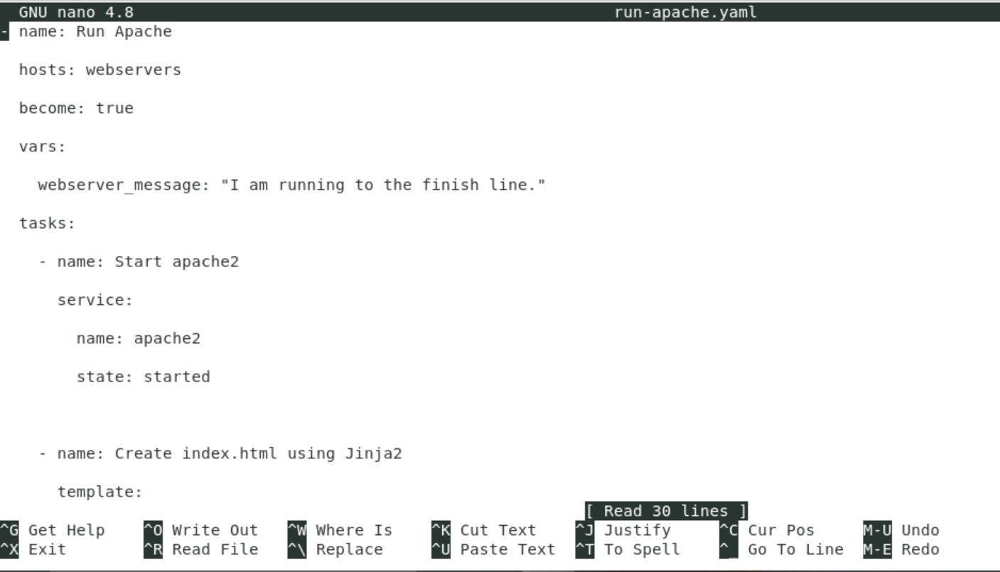 GNU nano 4.8 run-apache.yaml
- name: Run Apache
hosts: webservers
become: true
vars:
webserver_message: "I am running to the finish line."
tasks:
- name: Start apache2
service:
name: apache2
state: started
- name: Create index.html using Jinja2
template:
[ Read 30 lines ]
^G Get Help ^O Write Out ^W Where Is ^K Cut Text ^J Justify ^C Cur Pos M-U Undo
^X Exit ^R Read File ^\ Replace ^U Paste Text ^T To Spell ^_ Go To Line M-E Redo